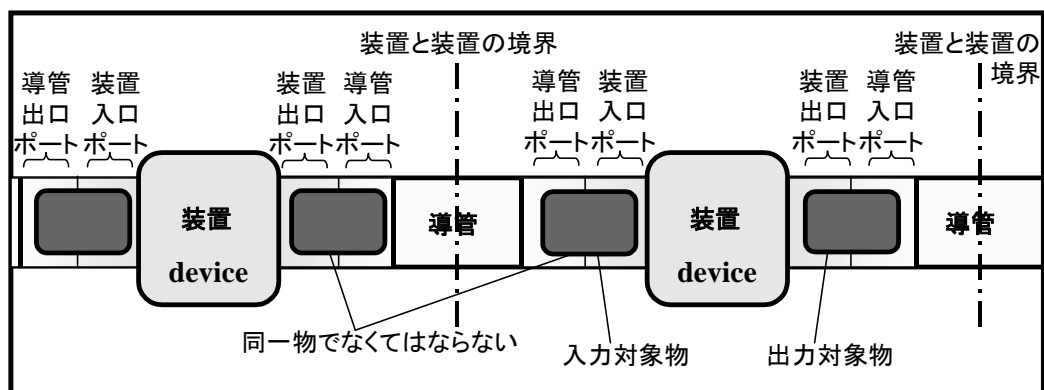 装置と装置の境界
装置と装置の
境界
導管
出口
ポート
装置
入口
ポート
装置
出口
ポート
導管
入口
ポート
導管
出口
ポート
装置
入口
ポート
装置
出口
ポート
導管
入口
ポート
装置
device
導管
装置
device
導管
同一物でなくてはならない
入力対象物
出力対象物